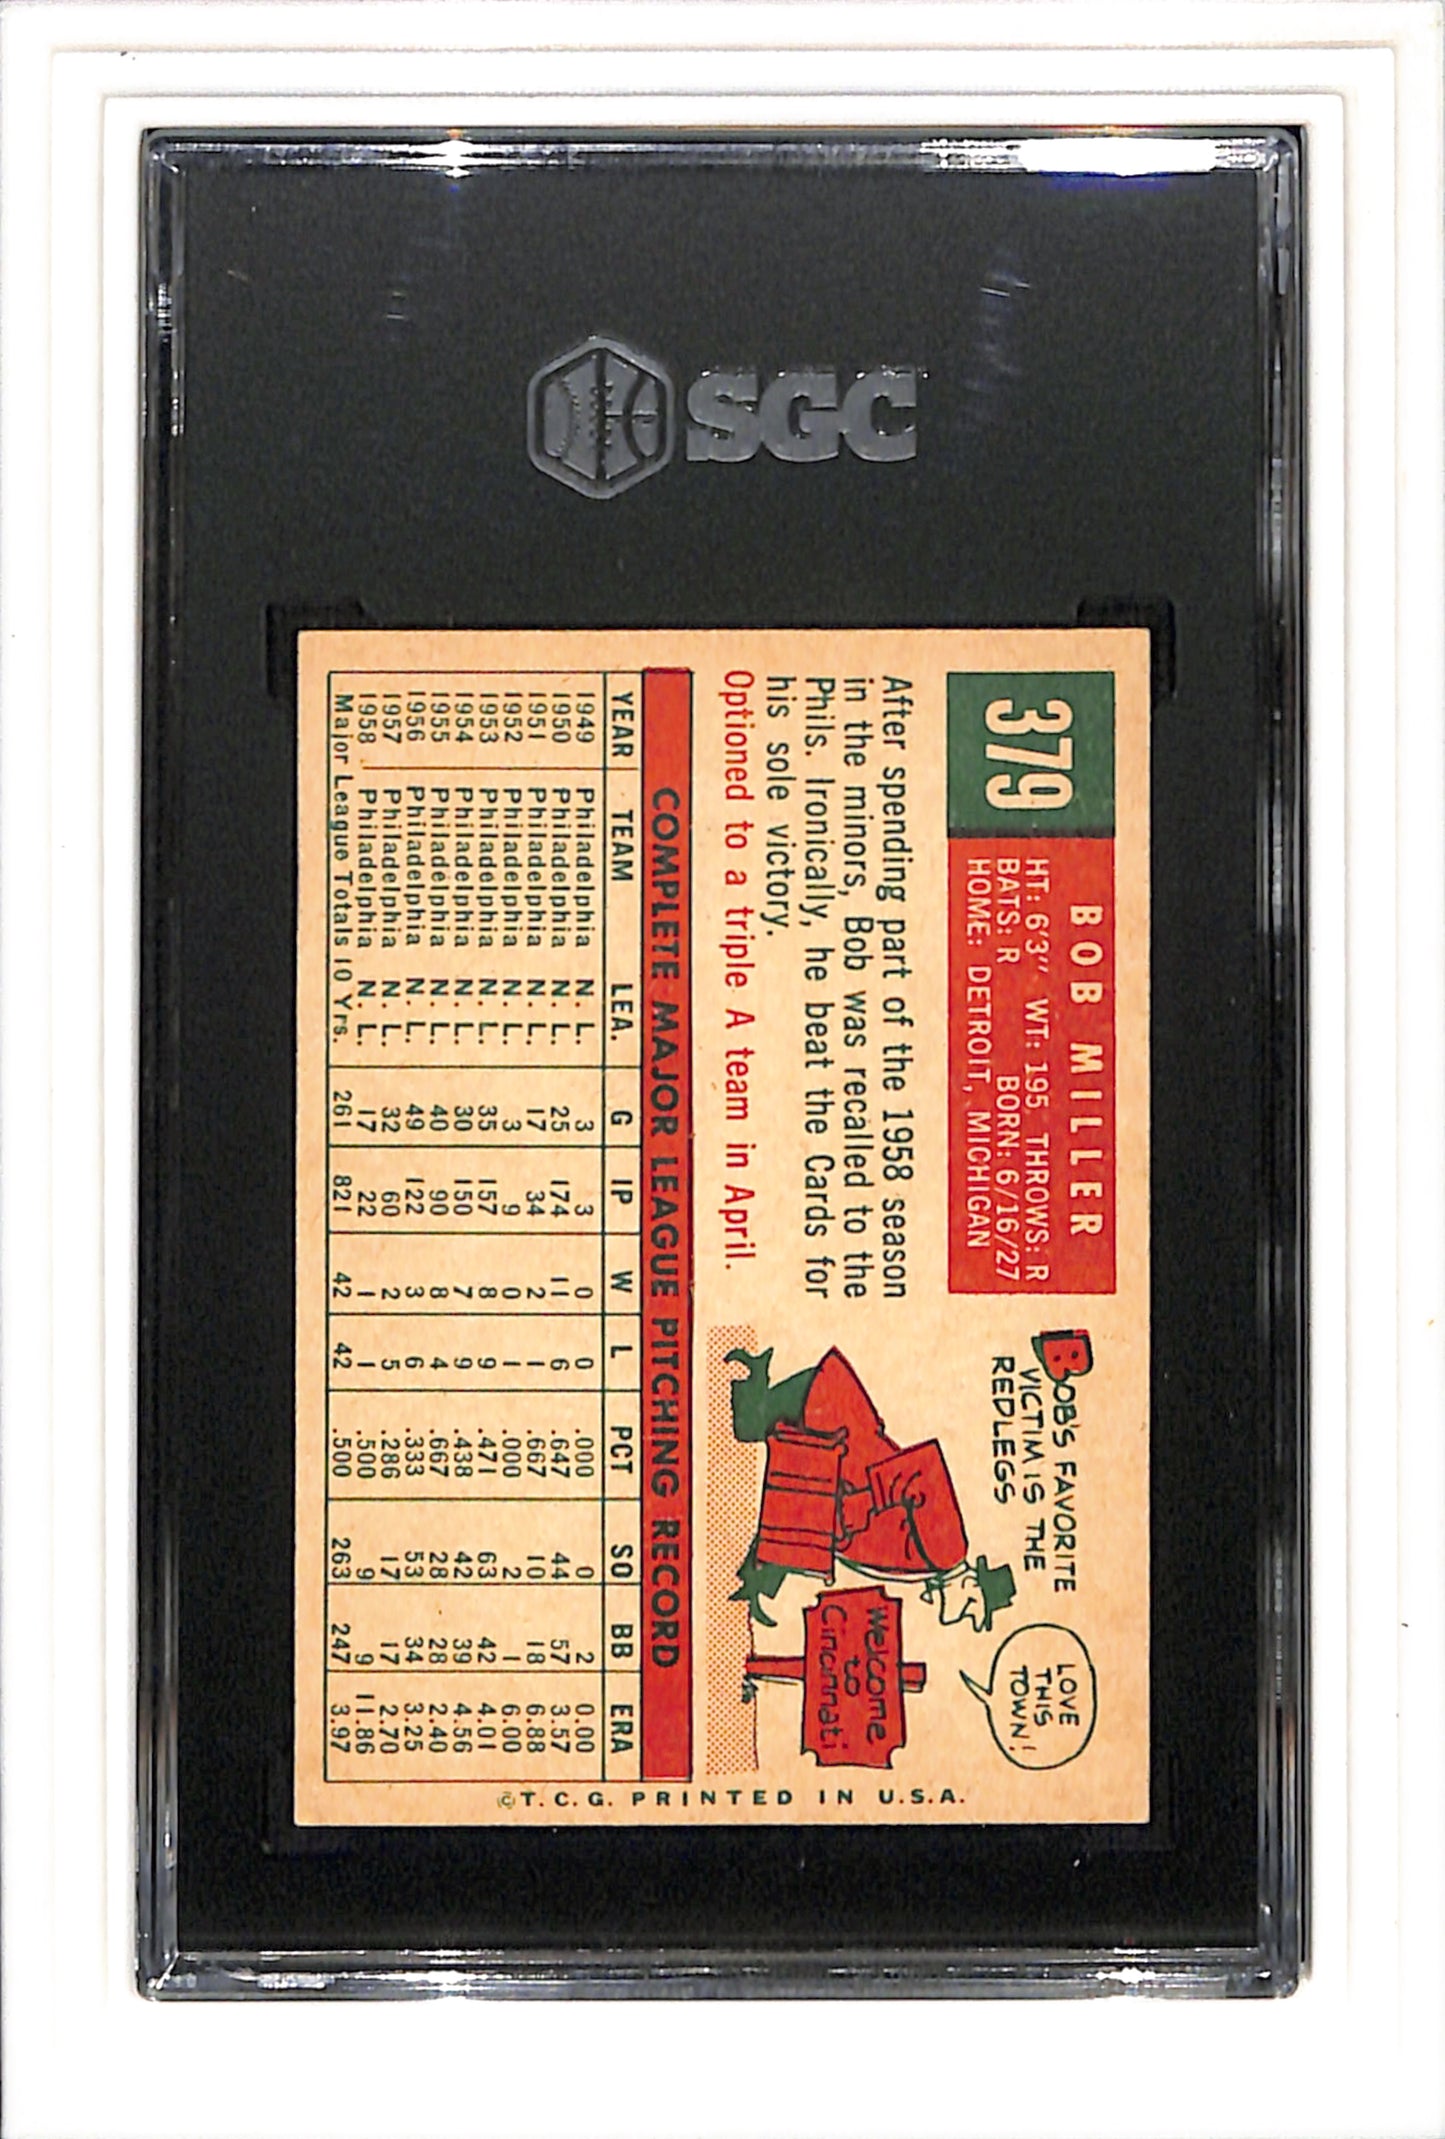 SGC
379
BOB MILLER
HT: 6'3" WT: 195 THROWS: R
BATS: R BORN: 6/16/27
HOME: DETROIT, MICHIGAN
After spending part of the 1958 season
in the minors, Bob was recalled to the
Phils. Ironically, he beat the Cards for
his sole victory.
Optioned to a triple A team in April.
BOB'S FAVORITE
VICTIM IS THE
REDLEGS
LOVE
THIS
TOWN!
Welcome
to
Cincinnati
COMPLETE MAJOR LEAGUE PITCHING RECORD
YEAR TEAM LEA. G IP W L PCT SO BB ERA
1949 Philadelphia N. L. 3 3 0 0 .000 0 2 0.00
1950 Philadelphia N. L. 25 174 11 6 .647 44 57 3.57
1951 Philadelphia N. L. 17 34 2 1 .667 10 18 6.88
1952 Philadelphia N. L. 3 9 0 1 .000 2 1 6.00
1953 Philadelphia N. L. 35 157 8 9 .471 63 42 4.01
1954 Philadelphia N. L. 30 150 7 9 .438 42 39 4.56
1955 Philadelphia N. L. 40 90 8 4 .667 28 28 2.40
1956 Philadelphia N. L. 49 122 3 6 .333 53 34 3.25
1957 Philadelphia N. L. 32 60 2 5 .286 17 17 2.70
1958 Philadelphia N. L. 17 22 1 1 .500 9 9 11.86
Major League Totals 10 Yrs. 261 821 42 42 .500 263 247 3.97
©T. C. G. PRINTED IN U.S.A.